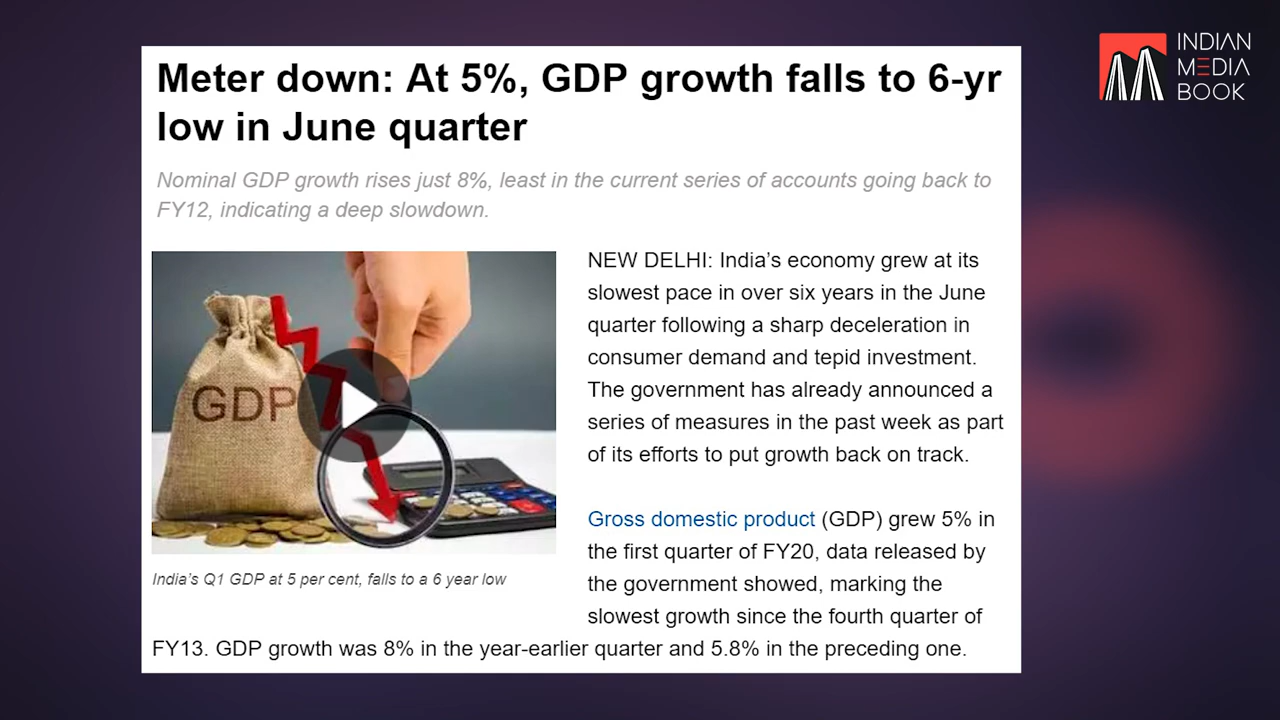 INDIAN
MEDIA
BOOK
Meter down: At 5%, GDP growth falls to 6-yr
low in June quarter
Nominal GDP growth rises just 8%, least in the current series of accounts going back to
FY12, indicating a deep slowdown.
GDP
India's Q1 GDP at 5 per cent, falls to a 6 year low
NEW DELHI: India's economy grew at its
slowest pace in over six years in the June
quarter following a sharp deceleration in
consumer demand and tepid investment.
The government has already announced a
series of measures in the past week as part
of its efforts to put growth back on track.
Gross domestic product (GDP) grew 5% in
the first quarter of FY20, data released by
the government showed, marking the
slowest growth since the fourth quarter of
FY13. GDP growth was 8% in the year-earlier quarter and 5.8% in the preceding one.